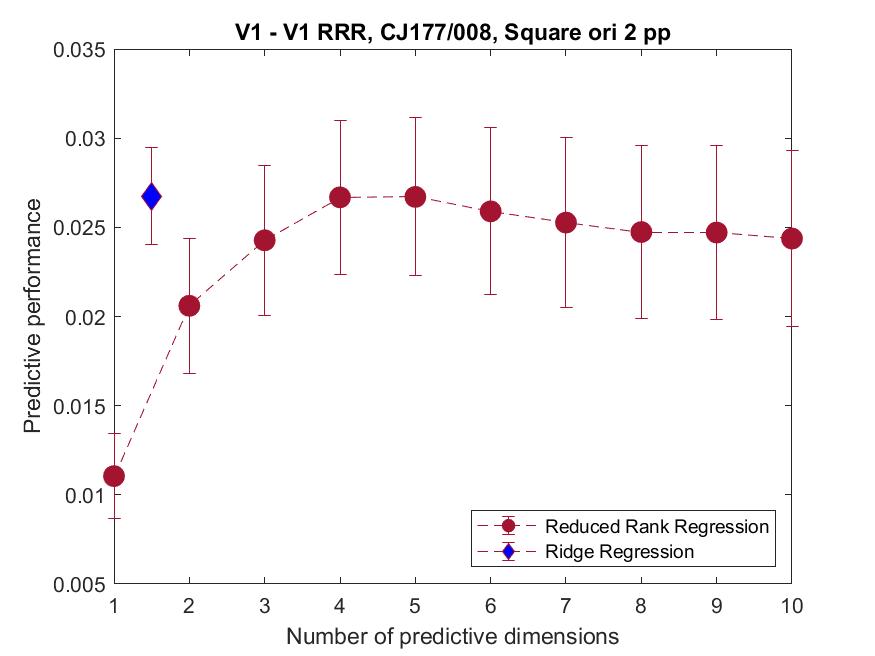 V1 - V1 RRR, CJ177/008, Square ori 2 pp
0.035
0.03
0.025
0.02
0.015
0.01
0.005
Predictive performance
1 2 3 4 5 6 7 8 9 10
Number of predictive dimensions
Reduced Rank Regression
Ridge Regression